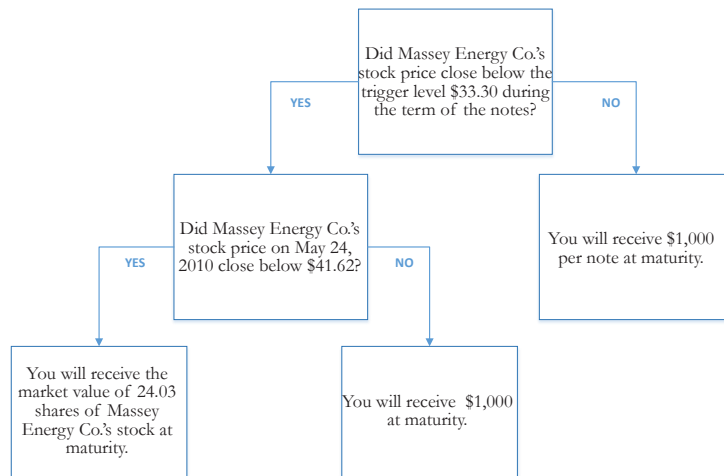 Did Massey Energy Co.'s
stock price close below the
trigger level $33.30 during
the term of the notes?
YES
NO
Did Massey Energy Co.'s
stock price on May 24,
2010 close below $41.62?
You will receive $1,000
per note at maturity.
YES
NO
You will receive the
market value of 24.03
shares of Massey
Energy Co.'s stock at
maturity.
You will receive $1,000
at maturity.